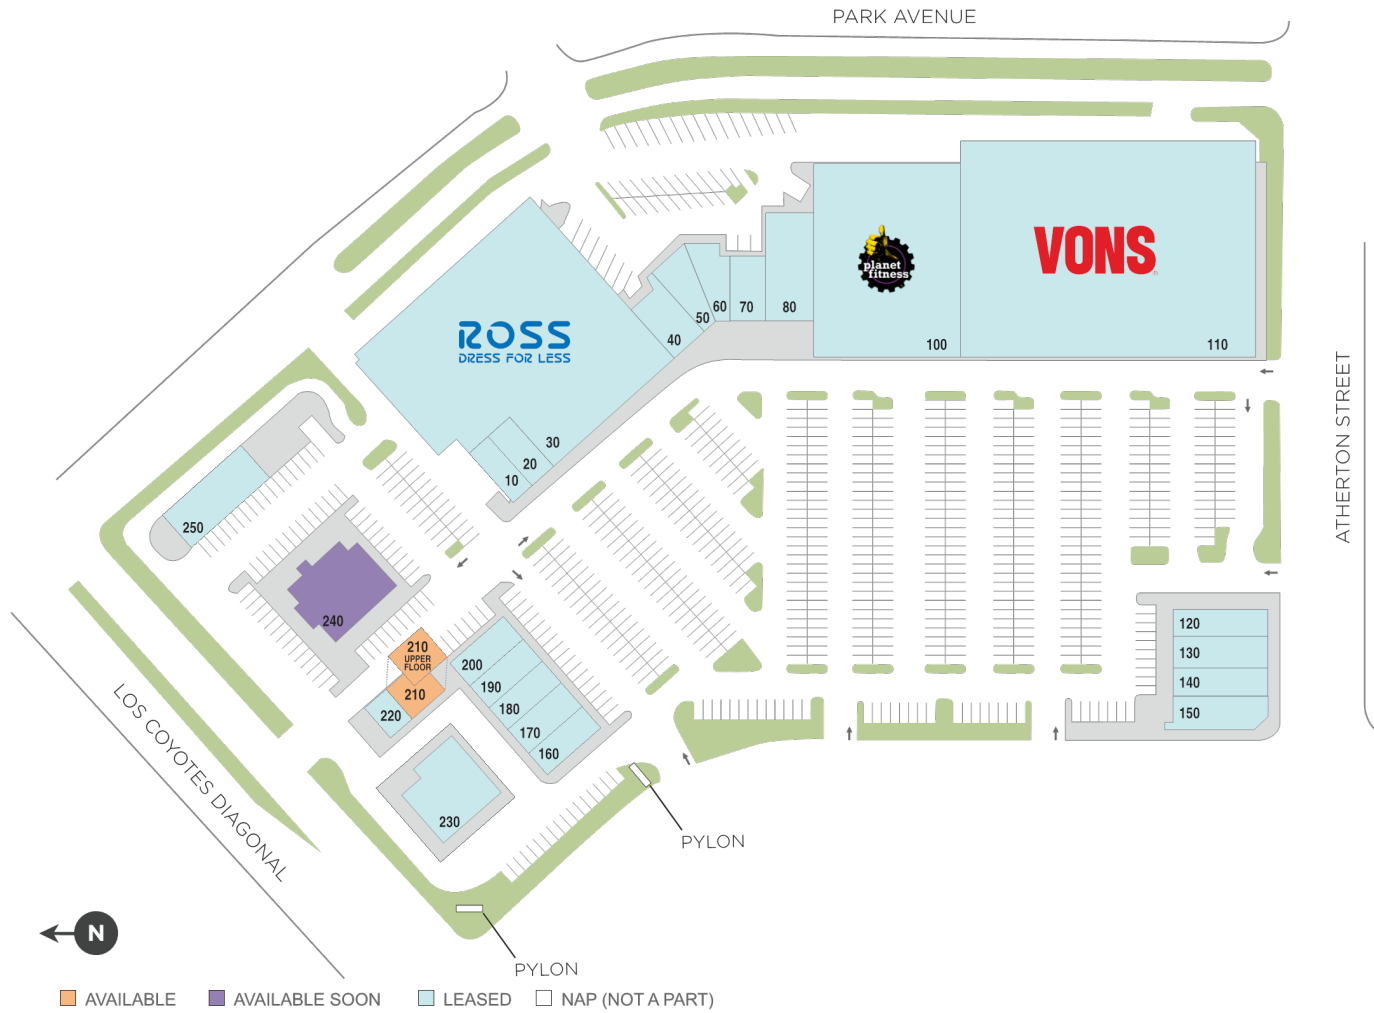 PARK AVENUE
VONS
planet
fitness
ROSS
DRESS FOR LESS
60
70
80
50
40
100
110
ATHERTON STREET
30
20
10
250
240
120
130
140
150
210
UPPER
FLOOR
210
220
200
190
180
170
160
230
LOS COYOTES DIAGONAL
PYLON
PYLON
N
AVAILABLE
AVAILABLE SOON
LEASED
NAP (NOT A PART)